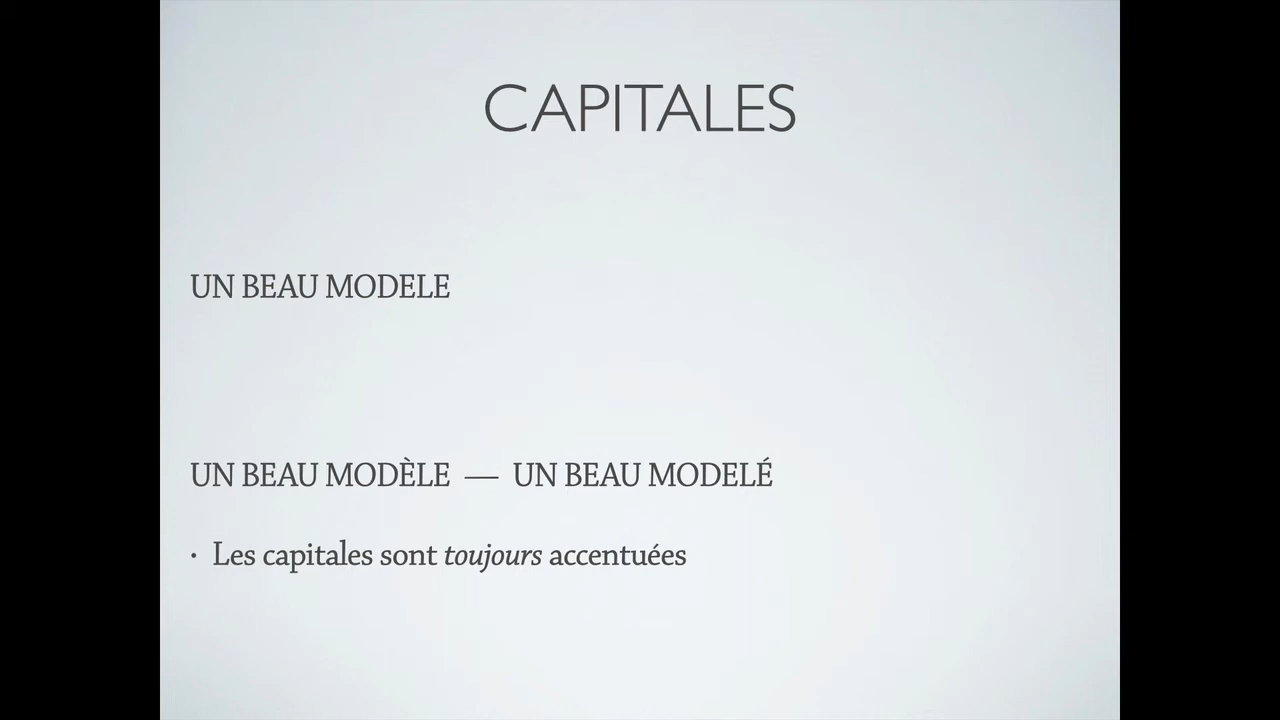 CAPITALES
UN BEAU MODELE
UN BEAU MODÈLE — UN BEAU MODELÉ
• Les capitales sont toujours accentuées